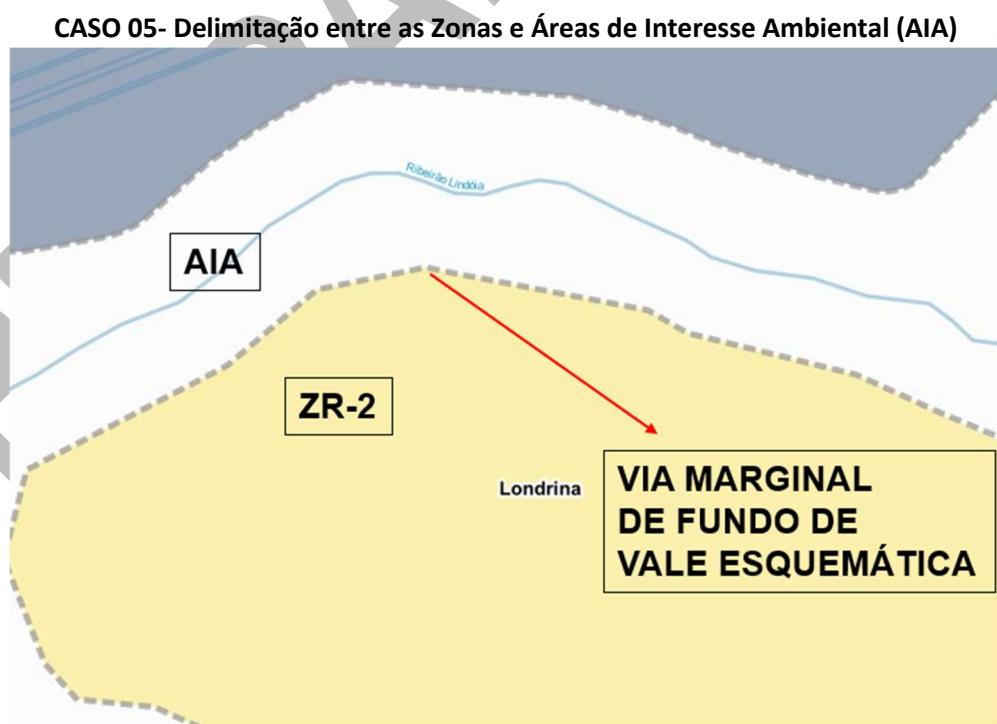 CASO 05- Delimitação entre as Zonas e Áreas de Interesse Ambiental (AIA)
Ribeirão Lindóia
AIA
ZR-2
Londrina
VIA MARGINAL
DE FUNDO DE
VALE ESQUEMÁTICA